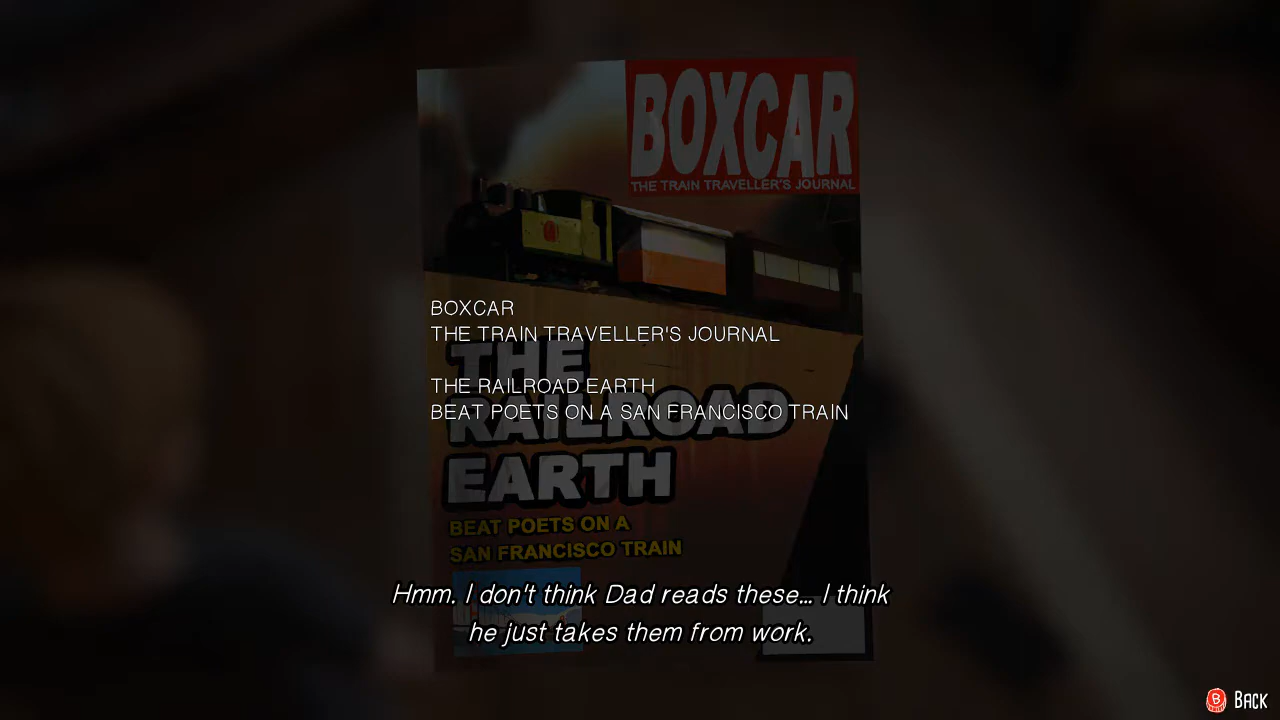 BOXCAR
THE TRAIN TRAVELLER'S JOURNAL
BOXCAR
THE TRAIN TRAVELLER'S JOURNAL
THE RAILROAD EARTH
BEAT POETS ON A SAN FRANCISCO TRAIN
THE
RAILROAD
EARTH
BEAT POETS ON A
SAN FRANCISCO TRAIN
Hmm. I don't think Dad reads these... I think
he just takes them from work.
B BACK